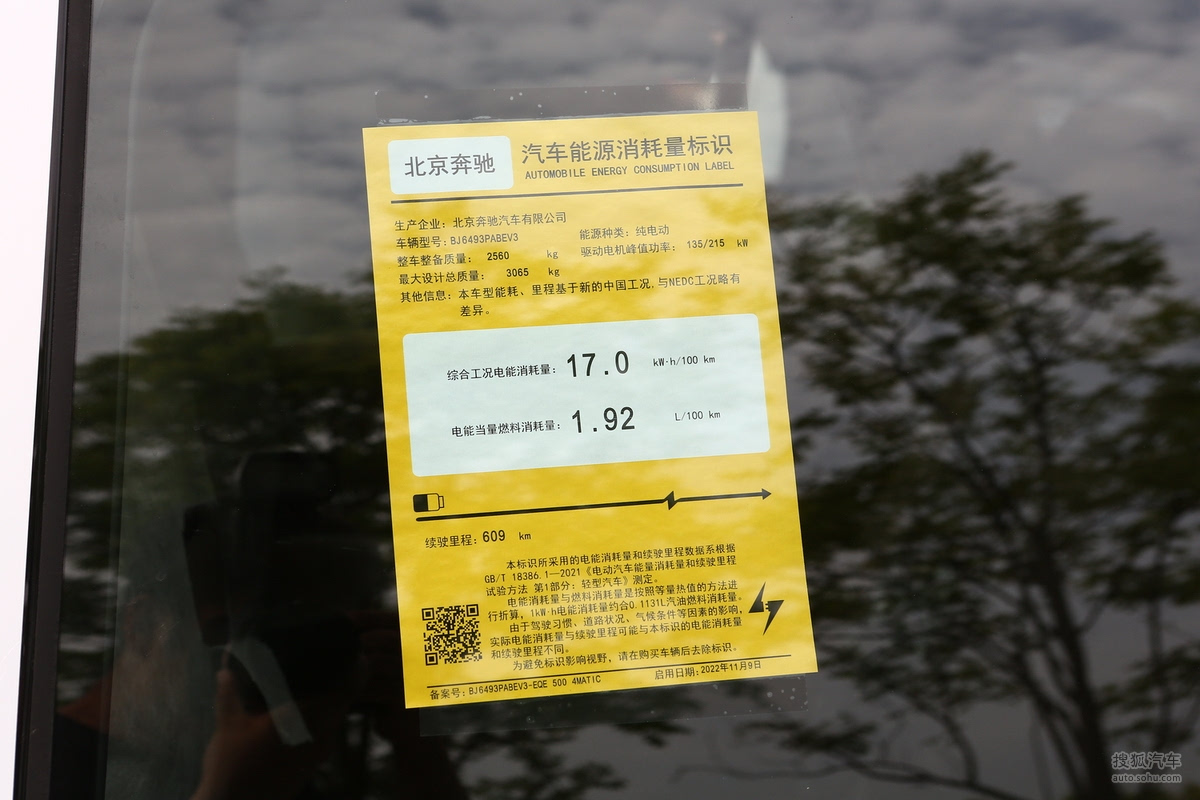 北京奔驰
汽车能源消耗量标识
AUTOMOBILE ENERGY CONSUMPTION LABEL
生产企业：北京奔驰汽车有限公司
车辆型号：BJ6493PABEV3
能源种类：纯电动
整车整备质量： 2560 kg
驱动电机峰值功率： 135/215 kW
最大设计总质量： 3065 kg
其他信息：本车型能耗、里程基于新的中国工况,与NEDC工况略有
差异。
综合工况电能消耗量：17.0 kW·h/100 km
电能当量燃料消耗量：1.92 L/100 km
续驶里程：609 km
本标识所采用的电能消耗量和续驶里程数据系根据
GB/T 18386.1—2021《电动汽车能量消耗量和续驶里程
试验方法 第1部分：轻型汽车》测定。
电能消耗量与燃料消耗量是按照等量热值的方法进
行折算，1kW·h电能消耗量约合0.1131L汽油燃料消耗量。
由于驾驶习惯、道路状况、气候条件等因素的影响，
实际电能消耗量与续驶里程可能与本标识的电能消耗量
和续驶里程不同。
为避免标识影响视野，请在购买车辆后去除标识。
备案号：BJ6493PABEV3-EQE 500 4MATIC
启用日期：2022年11月9日
搜狐汽车
auto.sohu.com